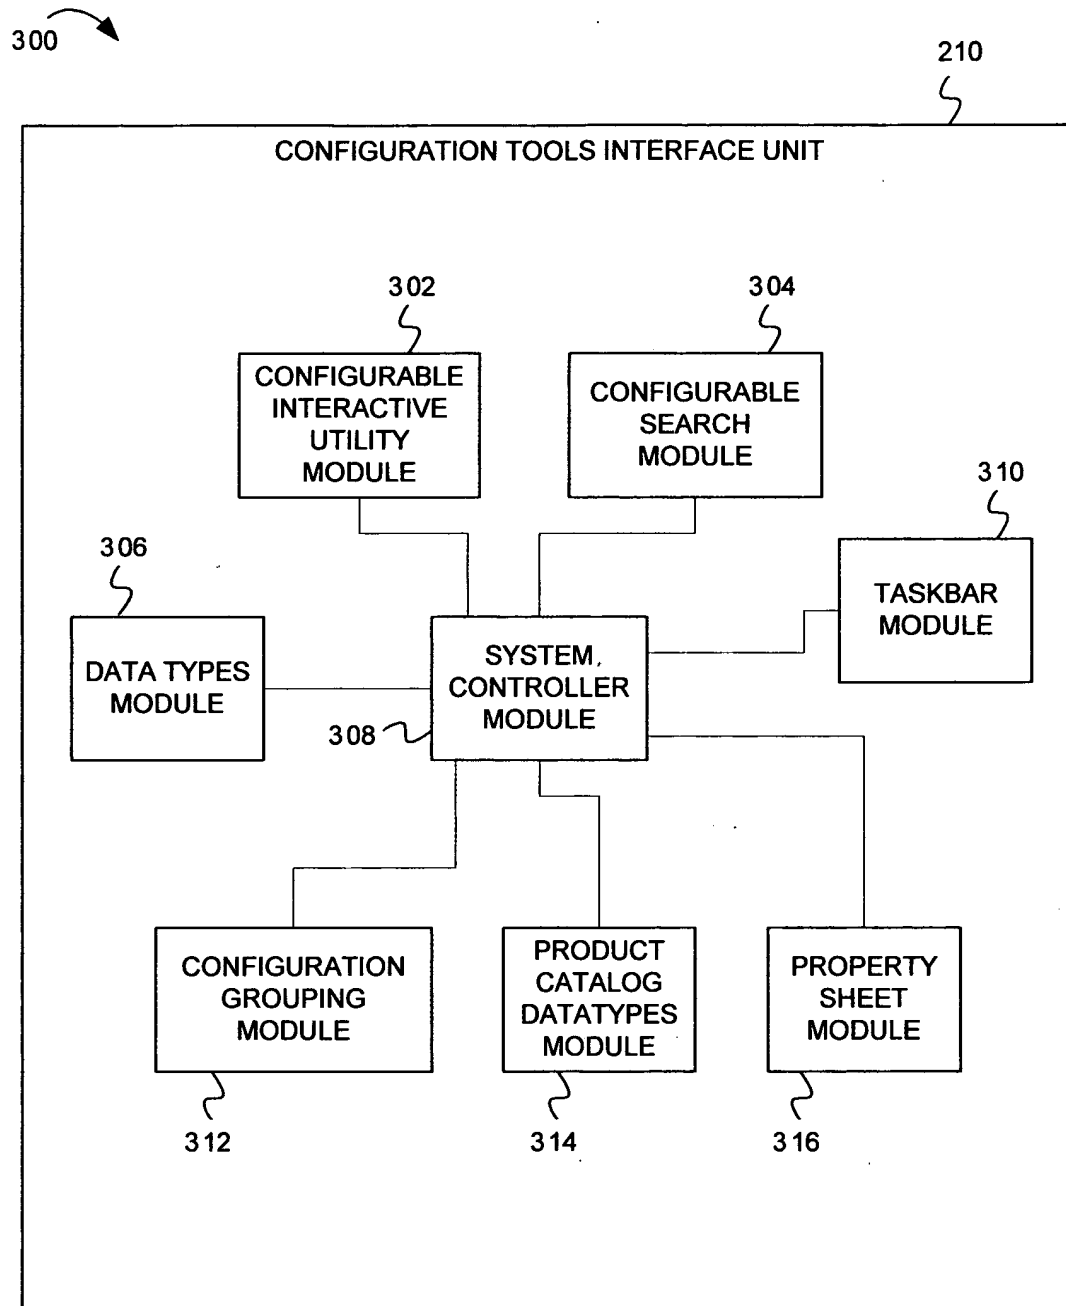 300
210
CONFIGURATION TOOLS INTERFACE UNIT
302
304
CONFIGURABLE
INTERACTIVE
UTILITY
MODULE
CONFIGURABLE
SEARCH
MODULE
310
306
TASKBAR
MODULE
DATA TYPES
MODULE
SYSTEM
CONTROLLER
MODULE
308
CONFIGURATION
GROUPING
MODULE
PRODUCT
CATALOG
DATATYPES
MODULE
PROPERTY
SHEET
MODULE
312
314
316